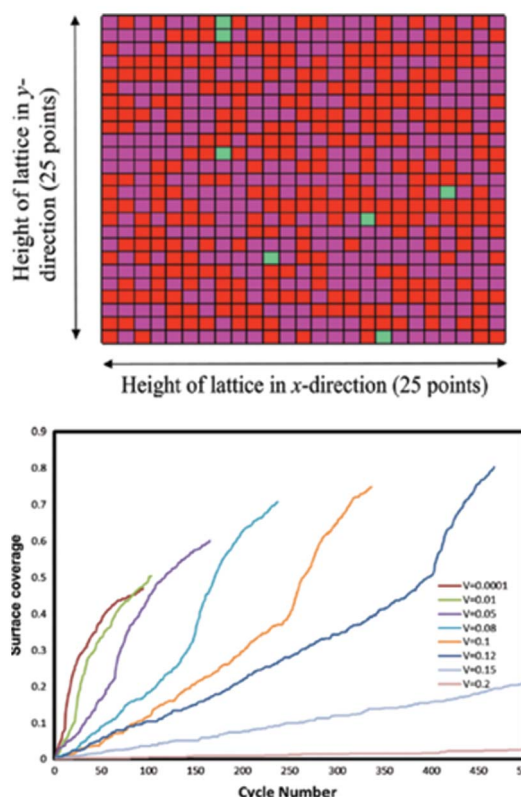 Height of lattice in y-
direction (25 points)
Height of lattice in x-direction (25 points)
Surface coverage
0.9
0.8
0.7
0.6
0.5
0.4
0.3
0.2
0.1
0
V=0.0001
V=0.01
V=0.05
V=0.08
V=0.1
V=0.12
V=0.15
V=0.2
0 50 100 150 200 250 300 350 400 450
Cycle Number